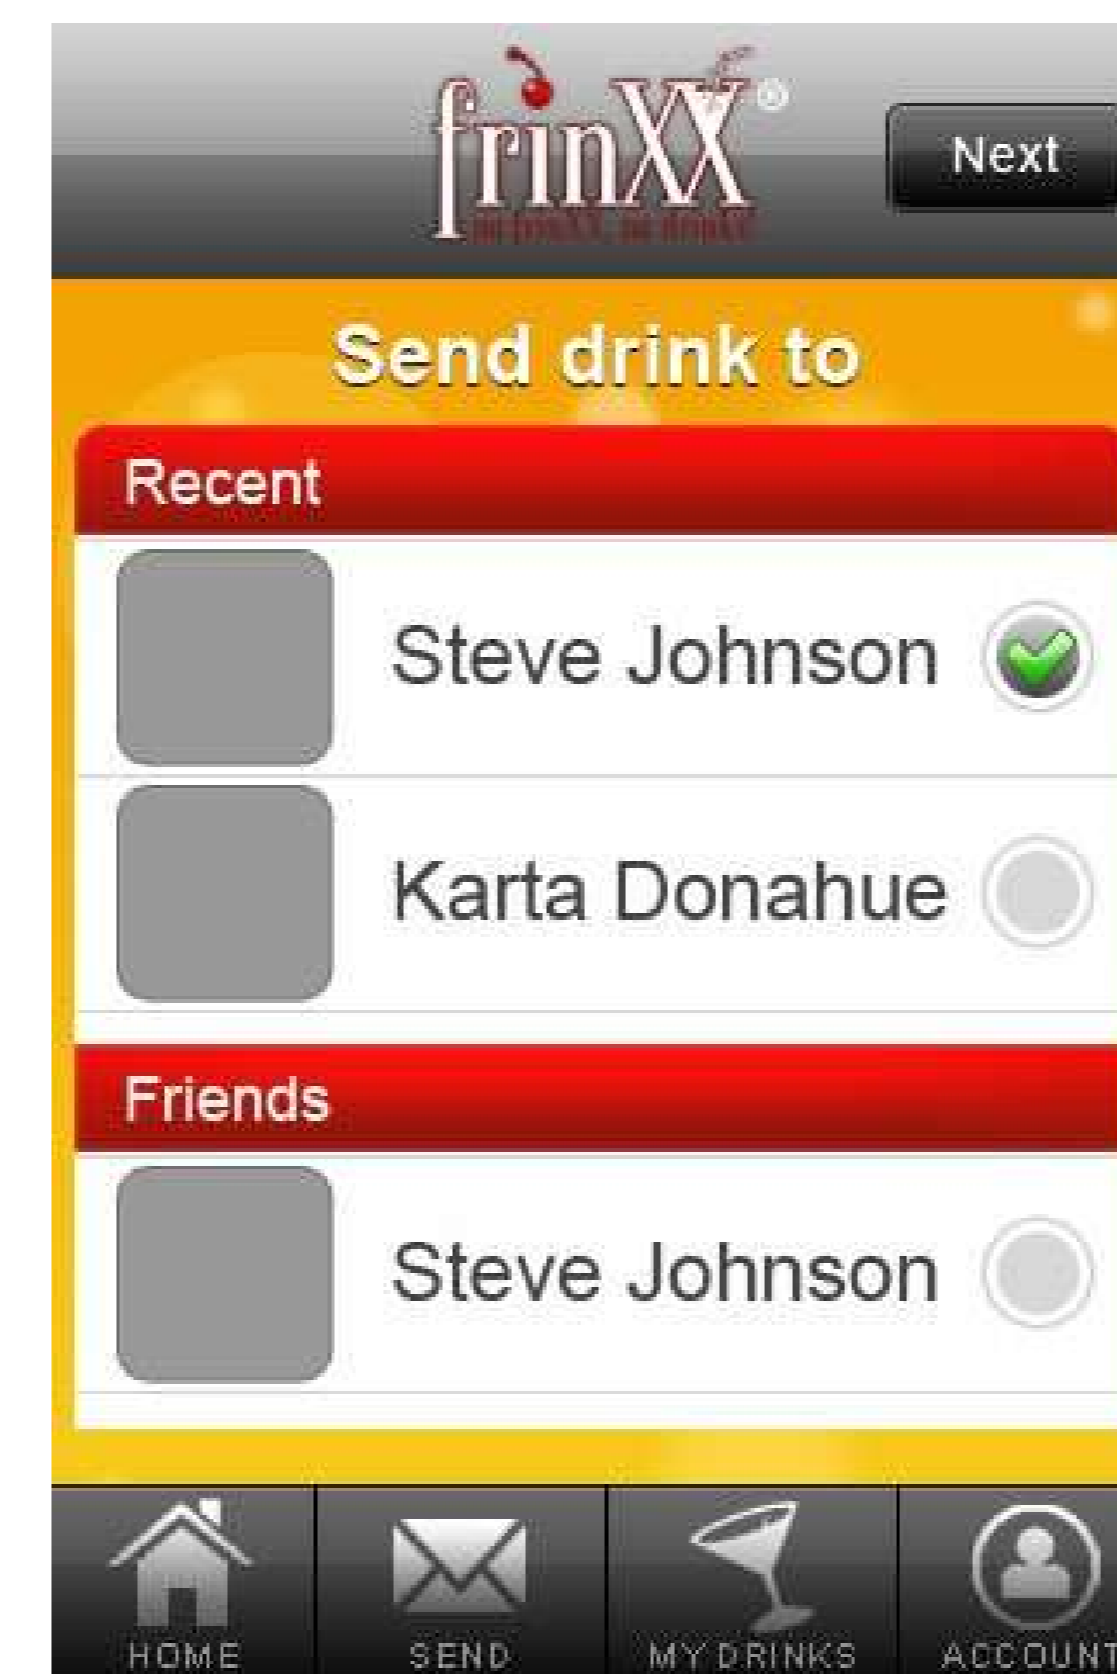 frinXX®
Next
Send drink to
Recent
Steve Johnson
Karta Donahue
Friends
Steve Johnson
HOME
SEND
MY DRINKS
ACCOUNT